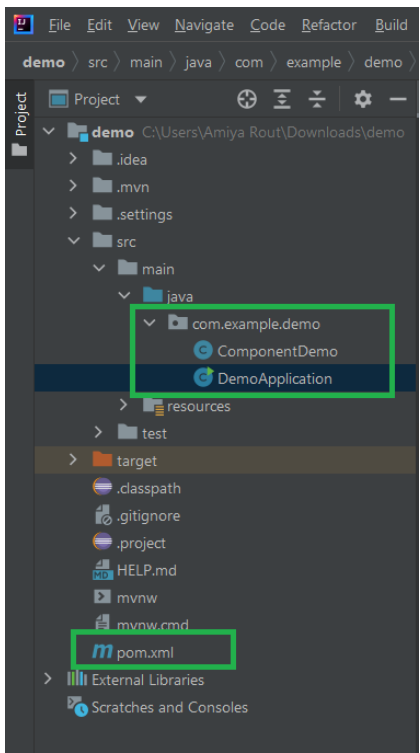 File Edit View Navigate Code Refactor Build
demo > src > main > java > com > example > demo >
Project
Project
demo C:\Users\Amiya Rout\Downloads\demo
.idea
.mvn
.settings
src
main
java
com.example.demo
ComponentDemo
DemoApplication
resources
test
target
.classpath
.gitignore
.project
HELP.md
mvnw
mvnw.cmd
pom.xml
External Libraries
Scratches and Consoles